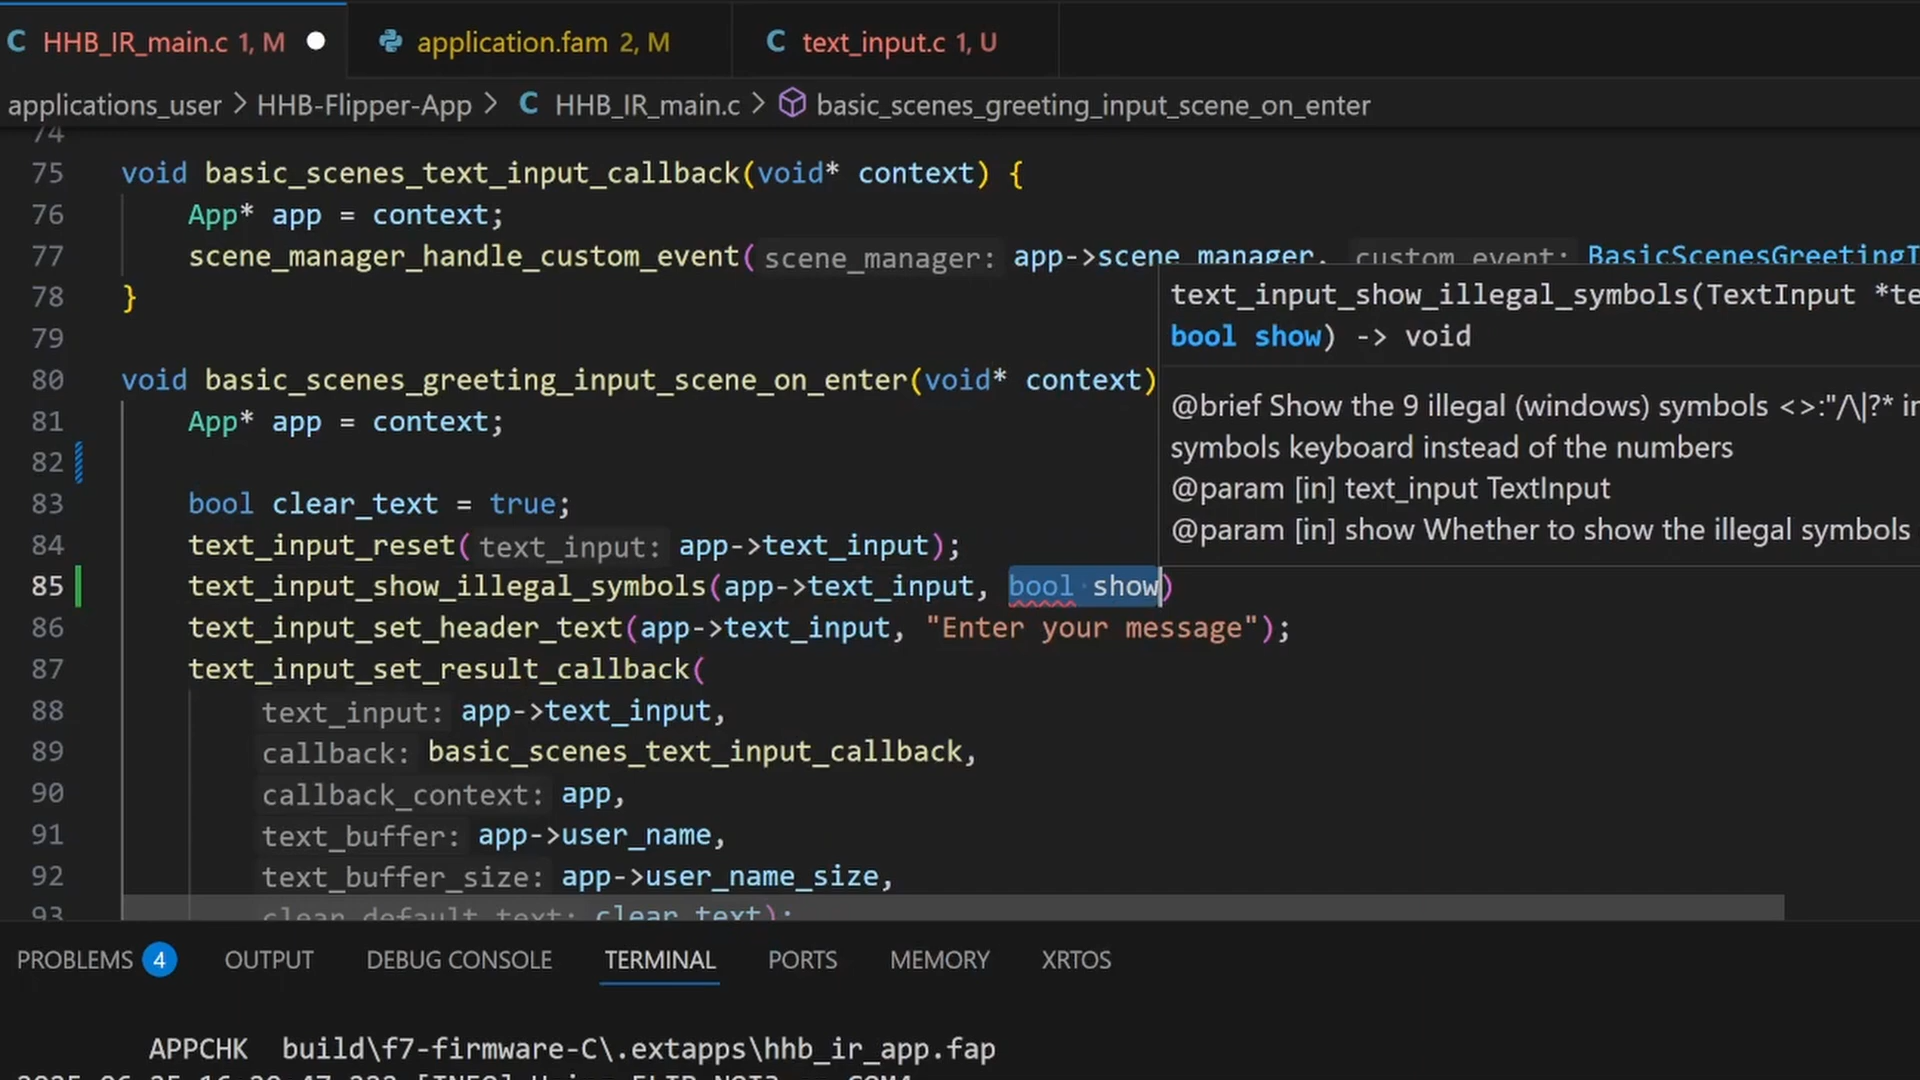 C HHB_IR_main.c 1, M
application.fam 2, M
C text_input.c 1, U
applications_user > HHB-Flipper-App > C HHB_IR_main.c > basic_scenes_greeting_input_scene_on_enter
74
75 void basic_scenes_text_input_callback(void* context) {
76 App* app = context;
77 scene_manager_handle_custom_event( scene_manager: app->scene_manager, custom_event: BasicScenesGreetingI
78 }
text_input_show_illegal_symbols(TextInput *te
bool show) -> void
@brief Show the 9 illegal (windows) symbols <>:"/\|?* in
symbols keyboard instead of the numbers
@param [in] text_input TextInput
@param [in] show Whether to show the illegal symbols
79
80 void basic_scenes_greeting_input_scene_on_enter(void* context)
81 App* app = context;
82
83 bool clear_text = true;
84 text_input_reset( text_input: app->text_input);
85 text_input_show_illegal_symbols(app->text_input, bool show)
86 text_input_set_header_text(app->text_input, "Enter your message");
87 text_input_set_result_callback(
88 text_input: app->text_input,
89 callback: basic_scenes_text_input_callback,
90 callback_context: app,
91 text_buffer: app->user_name,
92 text_buffer_size: app->user_name_size,
93 clear_default_text: clear_text);
PROBLEMS 4 OUTPUT DEBUG CONSOLE TERMINAL PORTS MEMORY XRTOS
APPCHK build\f7-firmware-C\.extapps\hhb_ir_app.fap